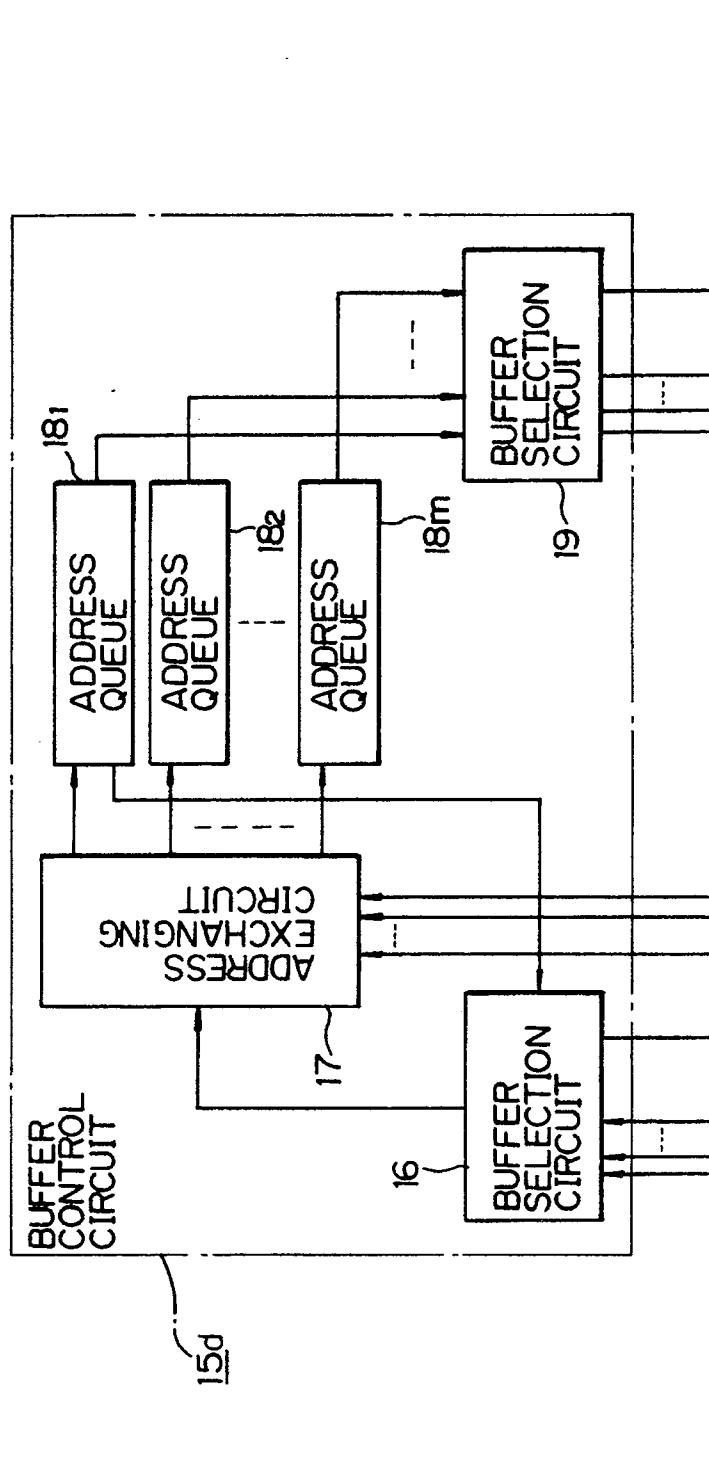 BUFFER
CONTROL
CIRCUIT
15d
ADDRESS
EXCHANGING
CIRCUIT
17
ADDRESS
QUEUE
181
ADDRESS
QUEUE
182
ADDRESS
QUEUE
18m
16
BUFFER
SELECTION
CIRCUIT
BUFFER
SELECTION
CIRCUIT
19